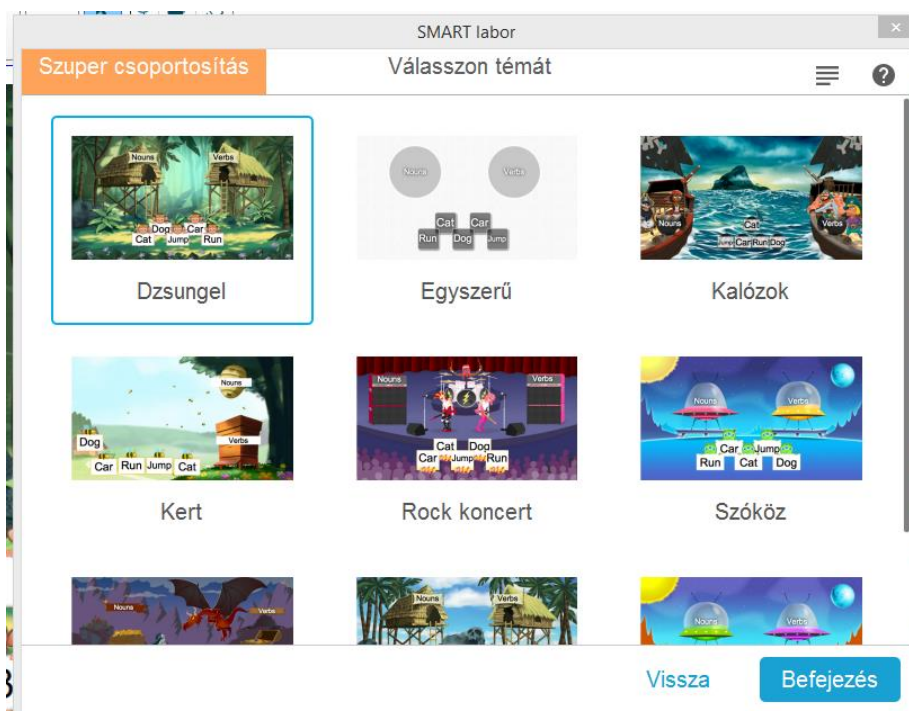 SMART labor
Szuper csoportosítás
Válasszon témát
Nouns Verbs
Dog Car
Cat Jump Run
Dzsungel
Nouns Verbs
Cat Car
Run Dog Jump
Egyszerű
Nouns Verbs
Cat
Jump Car Run Dog
Kalózok
Nouns
Verbs
Dog
Car Run Jump Cat
Kert
Nouns Verbs
Cat Dog
Car Jump Run
Rock koncert
Nouns Verbs
Car Jump
Run Cat Dog
Szóköz
Nouns Verbs
Nouns Verbs
Nouns Verbs
Vissza
Befejezés